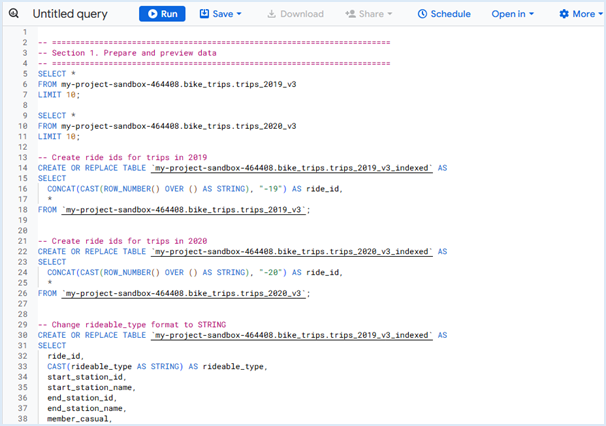 Untitled query Run Save Download Share Schedule Open in More
1
2 -- =======================================================================
3 -- Section 1. Prepare and preview data
4 -- =======================================================================
5 SELECT *
6 FROM my-project-sandbox-464408.bike_trips.trips_2019_v3
7 LIMIT 10;
8
9 SELECT *
10 FROM my-project-sandbox-464408.bike_trips.trips_2020_v3
11 LIMIT 10;
12
13 -- Create ride ids for trips in 2019
14 CREATE OR REPLACE TABLE `my-project-sandbox-464408.bike_trips.trips_2019_v3_indexed` AS
15 SELECT
16 CONCAT(CAST(ROW_NUMBER() OVER () AS STRING), "-19") AS ride_id,
17 *
18 FROM `my-project-sandbox-464408.bike_trips.trips_2019_v3`;
19
20
21 -- Create ride ids for trips in 2020
22 CREATE OR REPLACE TABLE `my-project-sandbox-464408.bike_trips.trips_2020_v3_indexed` AS
23 SELECT
24 CONCAT(CAST(ROW_NUMBER() OVER () AS STRING), "-20") AS ride_id,
25 *
26 FROM `my-project-sandbox-464408.bike_trips.trips_2020_v3`;
27
28
29 -- Change rideable_type format to STRING
30 CREATE OR REPLACE TABLE `my-project-sandbox-464408.bike_trips.trips_2019_v3_indexed` AS
31 SELECT
32 ride_id,
33 CAST(rideable_type AS STRING) AS rideable_type,
34 start_station_id,
35 start_station_name,
36 end_station_id,
37 end_station_name,
38 member_casual,